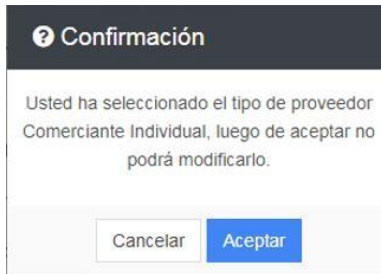 Confirmación
Usted ha seleccionado el tipo de proveedor
Comerciante Individual, luego de aceptar no
podrá modificarlo.
Cancelar
Aceptar